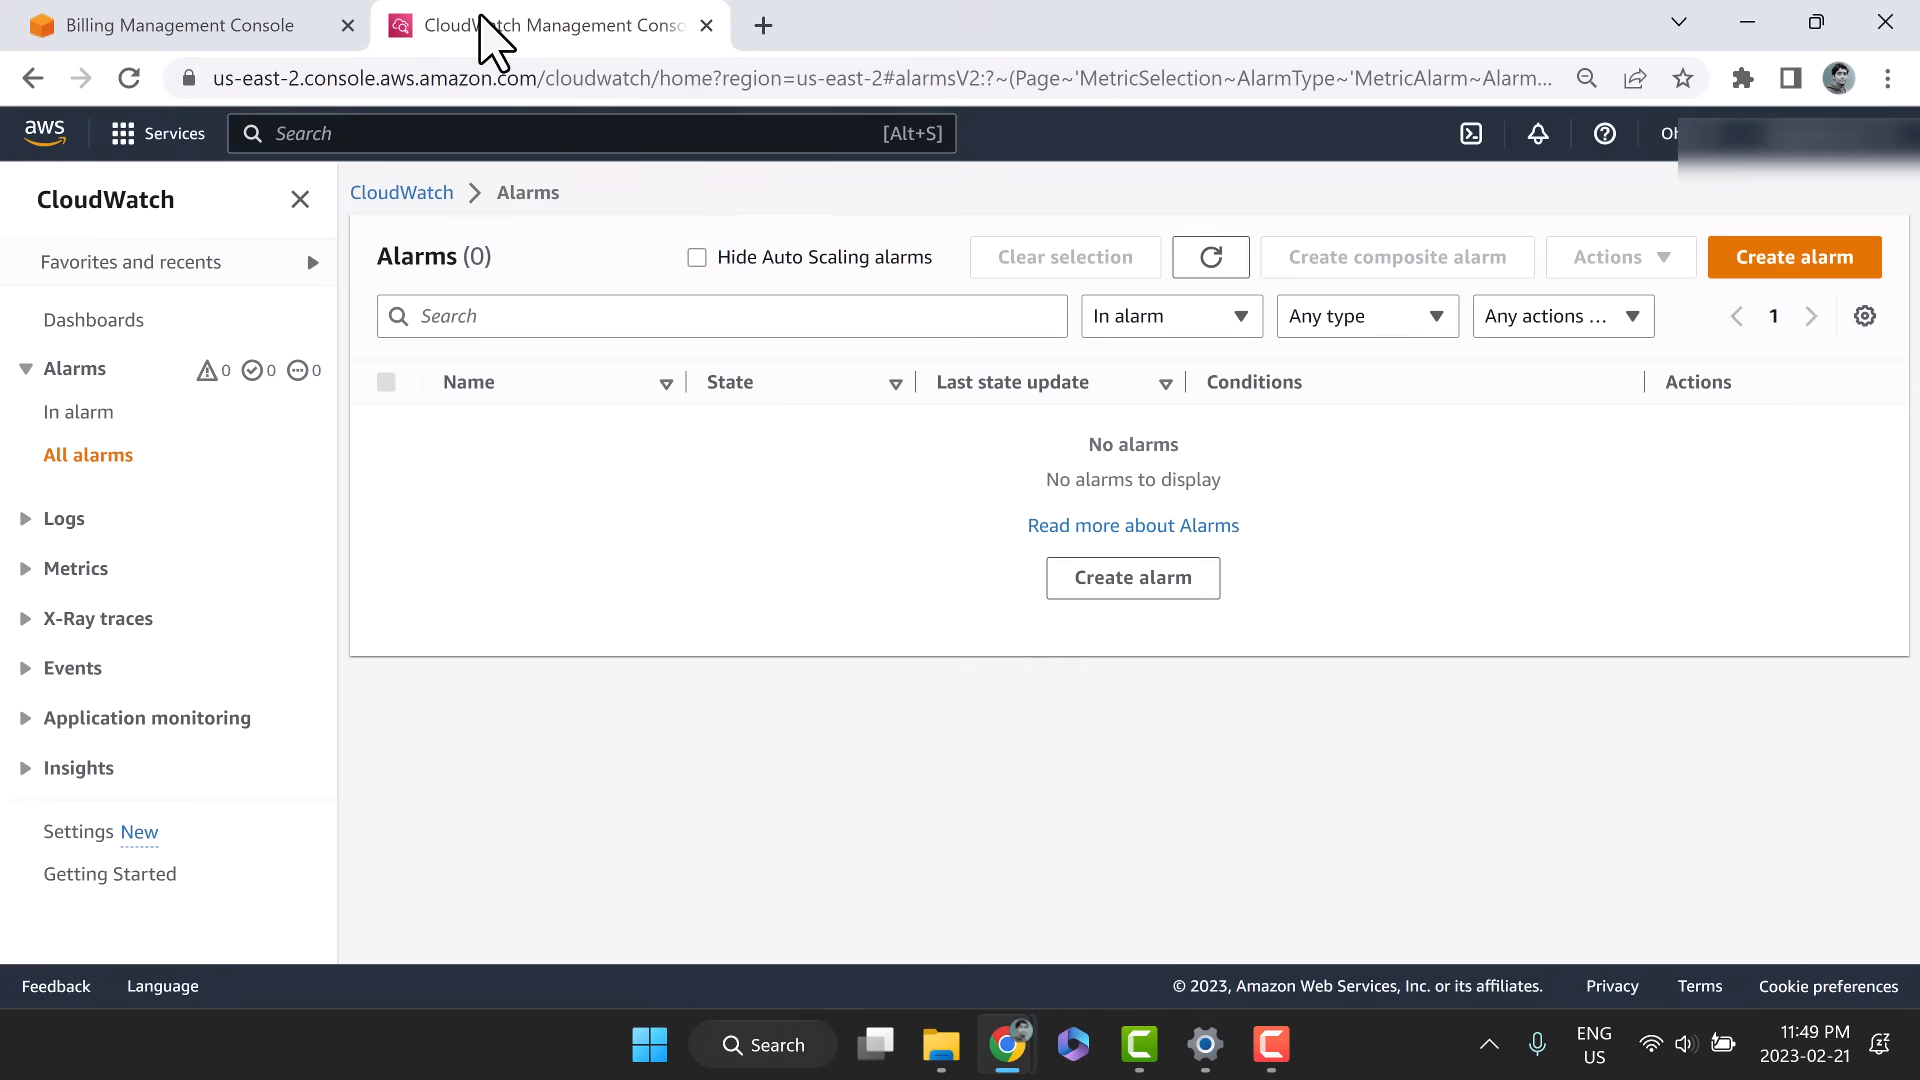 Billing Management Console
CloudWatch Management Conso
us-east-2.console.aws.amazon.com/cloudwatch/home?region=us-east-2#alarmsV2:?~(Page~'MetricSelection~AlarmType~'MetricAlarm~Alarm...
aws
Services
Search
[Alt+S]
CloudWatch
Favorites and recents
Dashboards
Alarms
0
0
0
In alarm
All alarms
Logs
Metrics
X-Ray traces
Events
Application monitoring
Insights
Settings New
Getting Started
CloudWatch
Alarms
Alarms (0)
Hide Auto Scaling alarms
Clear selection
Create composite alarm
Actions
Create alarm
Search
In alarm
Any type
Any actions ...
1
Name
State
Last state update
Conditions
Actions
No alarms
No alarms to display
Read more about Alarms
Create alarm
Feedback
Language
© 2023, Amazon Web Services, Inc. or its affiliates.
Privacy
Terms
Cookie preferences
Search
ENG
US
11:49 PM
2023-02-21